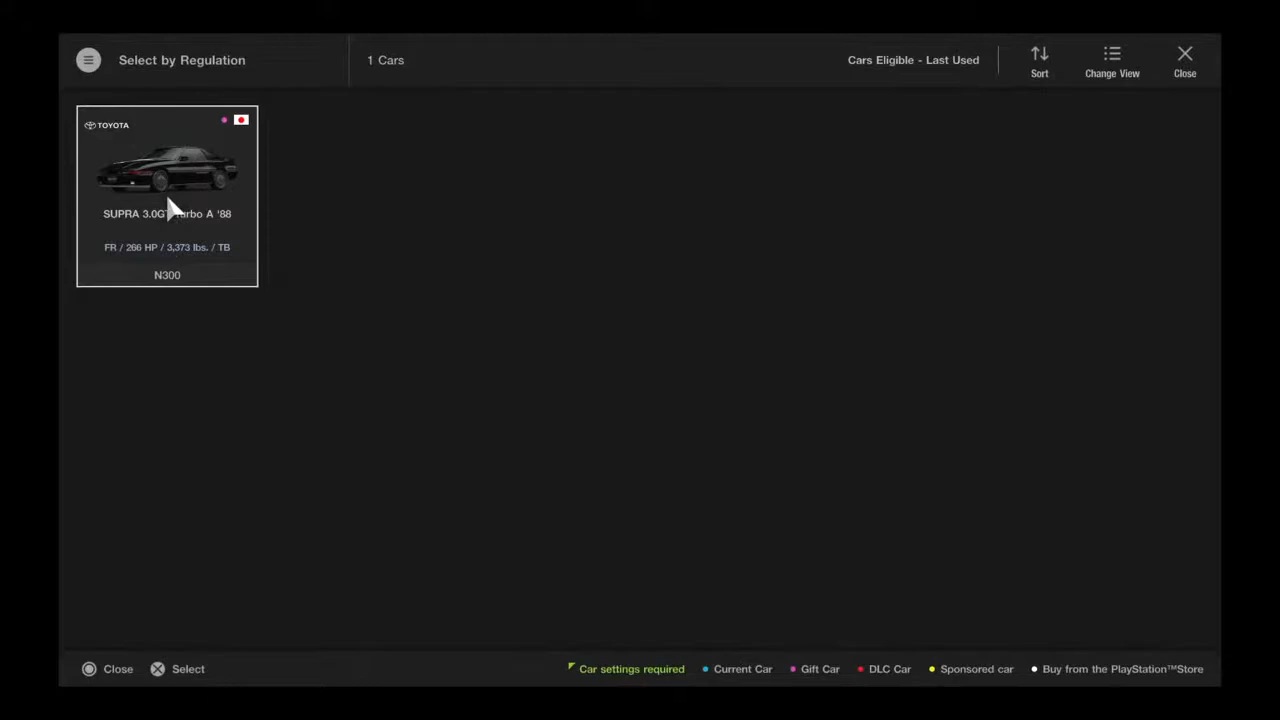 Select by Regulation
1 Cars
Cars Eligible - Last Used
Sort
Change View
Close
TOYOTA
SUPRA 3.0GT Turbo A '88
FR / 266 HP / 3,373 lbs. / TB
N300
Close
Select
Car settings required
Current Car
Gift Car
DLC Car
Sponsored car
Buy from the PlayStation™Store